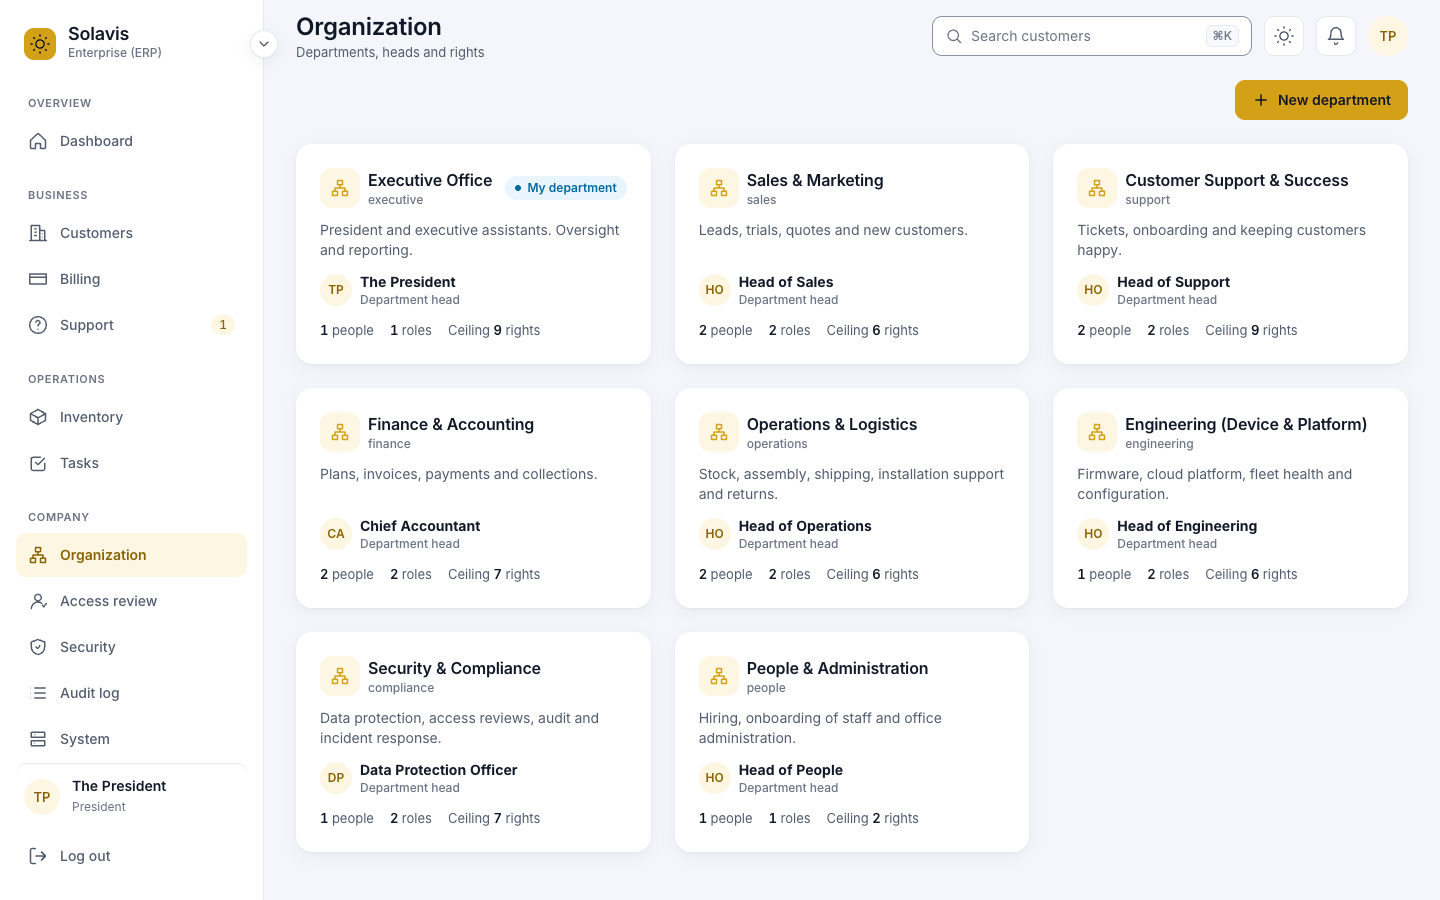 Solavis
Enterprise (ERP)
OVERVIEW
Dashboard
BUSINESS
Customers
Billing
Support
1
OPERATIONS
Inventory
Tasks
COMPANY
Organization
Access review
Security
Audit log
System
TP
The President
President
Log out
Organization
Departments, heads and rights
Search customers
⌘K
TP
New department
Executive Office
My department
executive
President and executive assistants. Oversight
and reporting.
TP
The President
Department head
1 people 1 roles Ceiling 9 rights
Sales & Marketing
sales
Leads, trials, quotes and new customers.
HO
Head of Sales
Department head
2 people 2 roles Ceiling 6 rights
Customer Support & Success
support
Tickets, onboarding and keeping customers
happy.
HO
Head of Support
Department head
2 people 2 roles Ceiling 9 rights
Finance & Accounting
finance
Plans, invoices, payments and collections.
CA
Chief Accountant
Department head
2 people 2 roles Ceiling 7 rights
Operations & Logistics
operations
Stock, assembly, shipping, installation support
and returns.
HO
Head of Operations
Department head
2 people 2 roles Ceiling 6 rights
Engineering (Device & Platform)
engineering
Firmware, cloud platform, fleet health and
configuration.
HO
Head of Engineering
Department head
1 people 2 roles Ceiling 6 rights
Security & Compliance
compliance
Data protection, access reviews, audit and
incident response.
DP
Data Protection Officer
Department head
1 people 2 roles Ceiling 7 rights
People & Administration
people
Hiring, onboarding of staff and office
administration.
HO
Head of People
Department head
1 people 1 roles Ceiling 2 rights